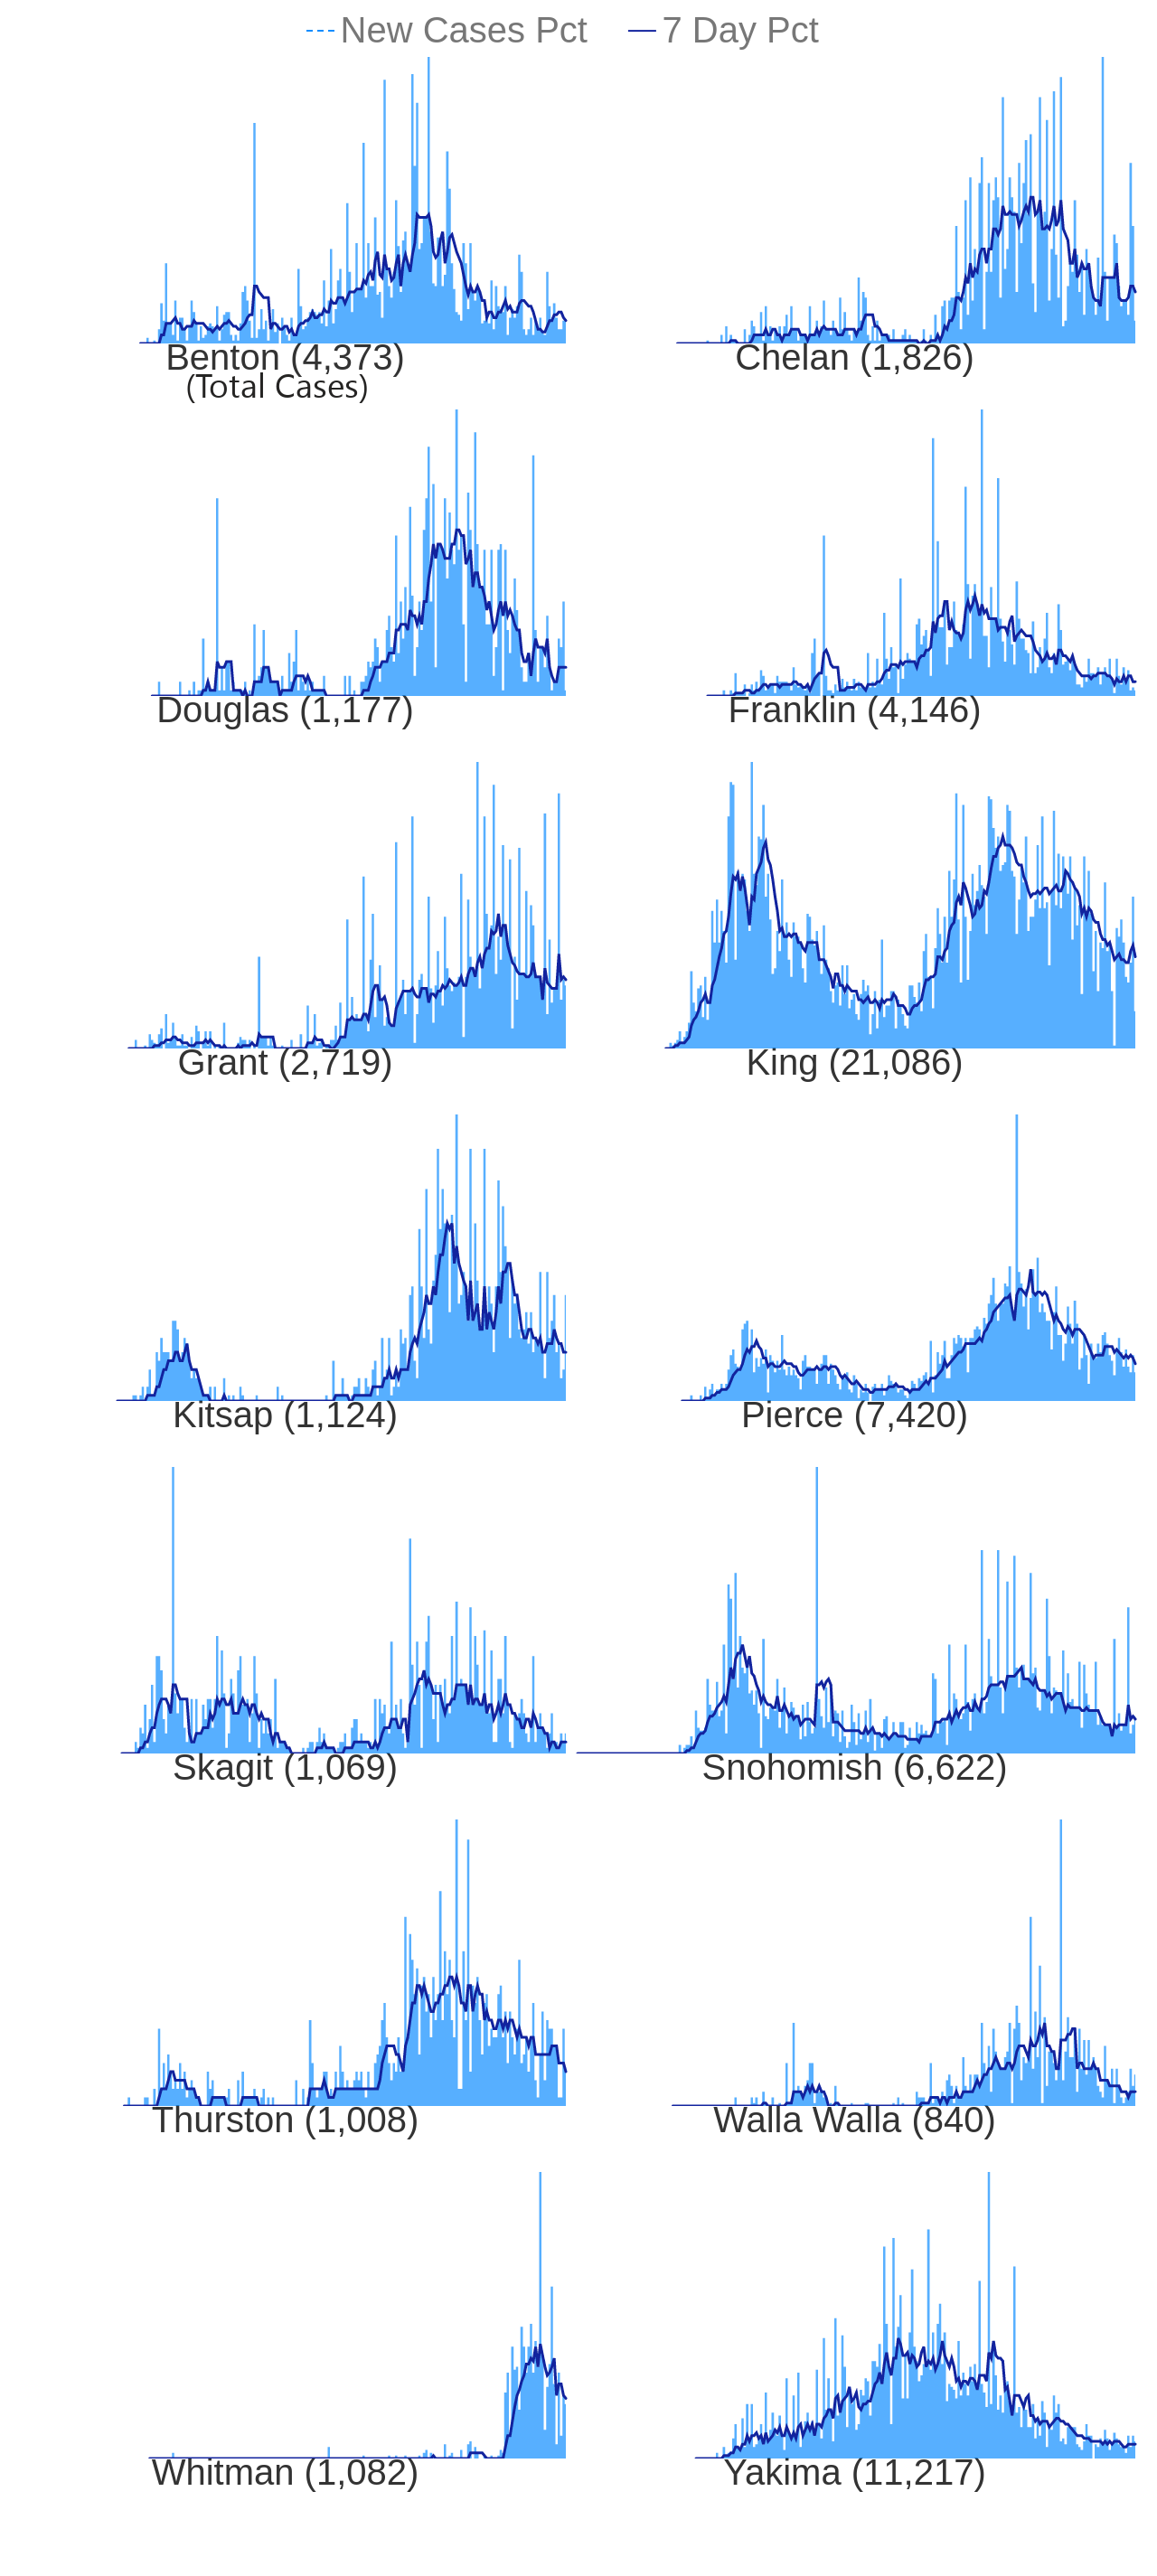 New Cases Pct 7 Day Pct
Benton (4,373) Chelan (1,826)
(Total Cases)
Douglas (1,177) Franklin (4,146)
Grant (2,719) King (21,086)
Kitsap (1,124) Pierce (7,420)
Skagit (1,069) Snohomish (6,622)
Thurston (1,008) Walla Walla (840)
Whitman (1,082) Yakima (11,217)